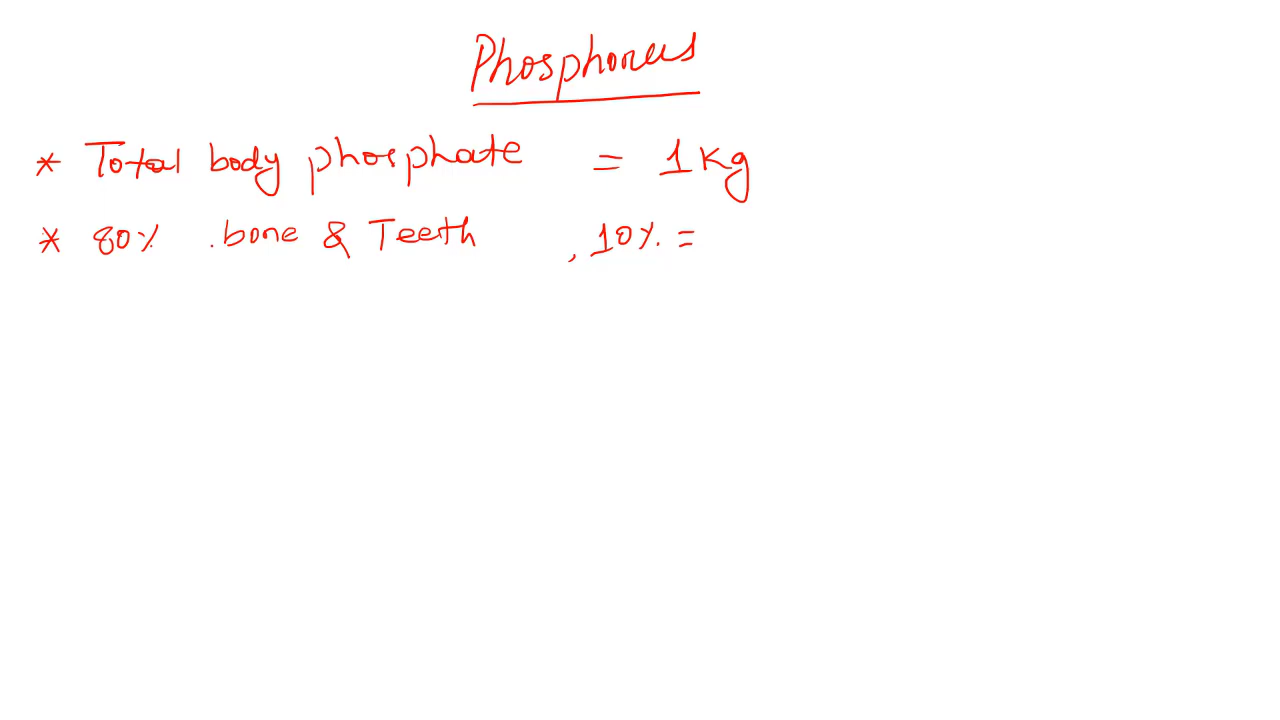 Phosphorus
* Total body phosphate = 1 Kg
* 80% .bone & Teeth , 10% =